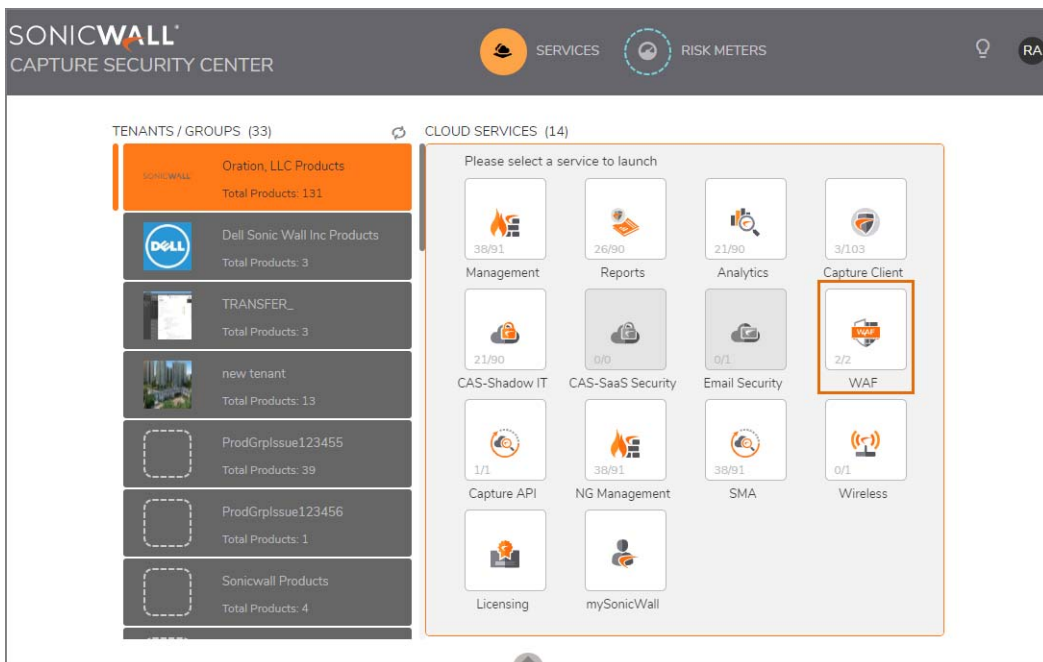 SONICWALL
CAPTURE SECURITY CENTER
SERVICES
RISK METERS
RA
TENANTS / GROUPS (33)
CLOUD SERVICES (14)
SONICWALL
Oration, LLC Products
Total Products: 131
DELL
Dell Sonic Wall Inc Products
Total Products: 3
TRANSFER_
Total Products: 3
new tenant
Total Products: 13
ProdGrpIssue123455
Total Products: 39
ProdGrpIssue123456
Total Products: 1
Sonicwall Products
Total Products: 4
Please select a service to launch
38/91
26/90
21/90
3/103
Management
Reports
Analytics
Capture Client
WAF
21/90
0/0
0/1
2/2
CAS-Shadow IT
CAS-SaaS Security
Email Security
WAF
1/1
38/91
38/91
0/1
Capture API
NG Management
SMA
Wireless
Licensing
mySonicWall